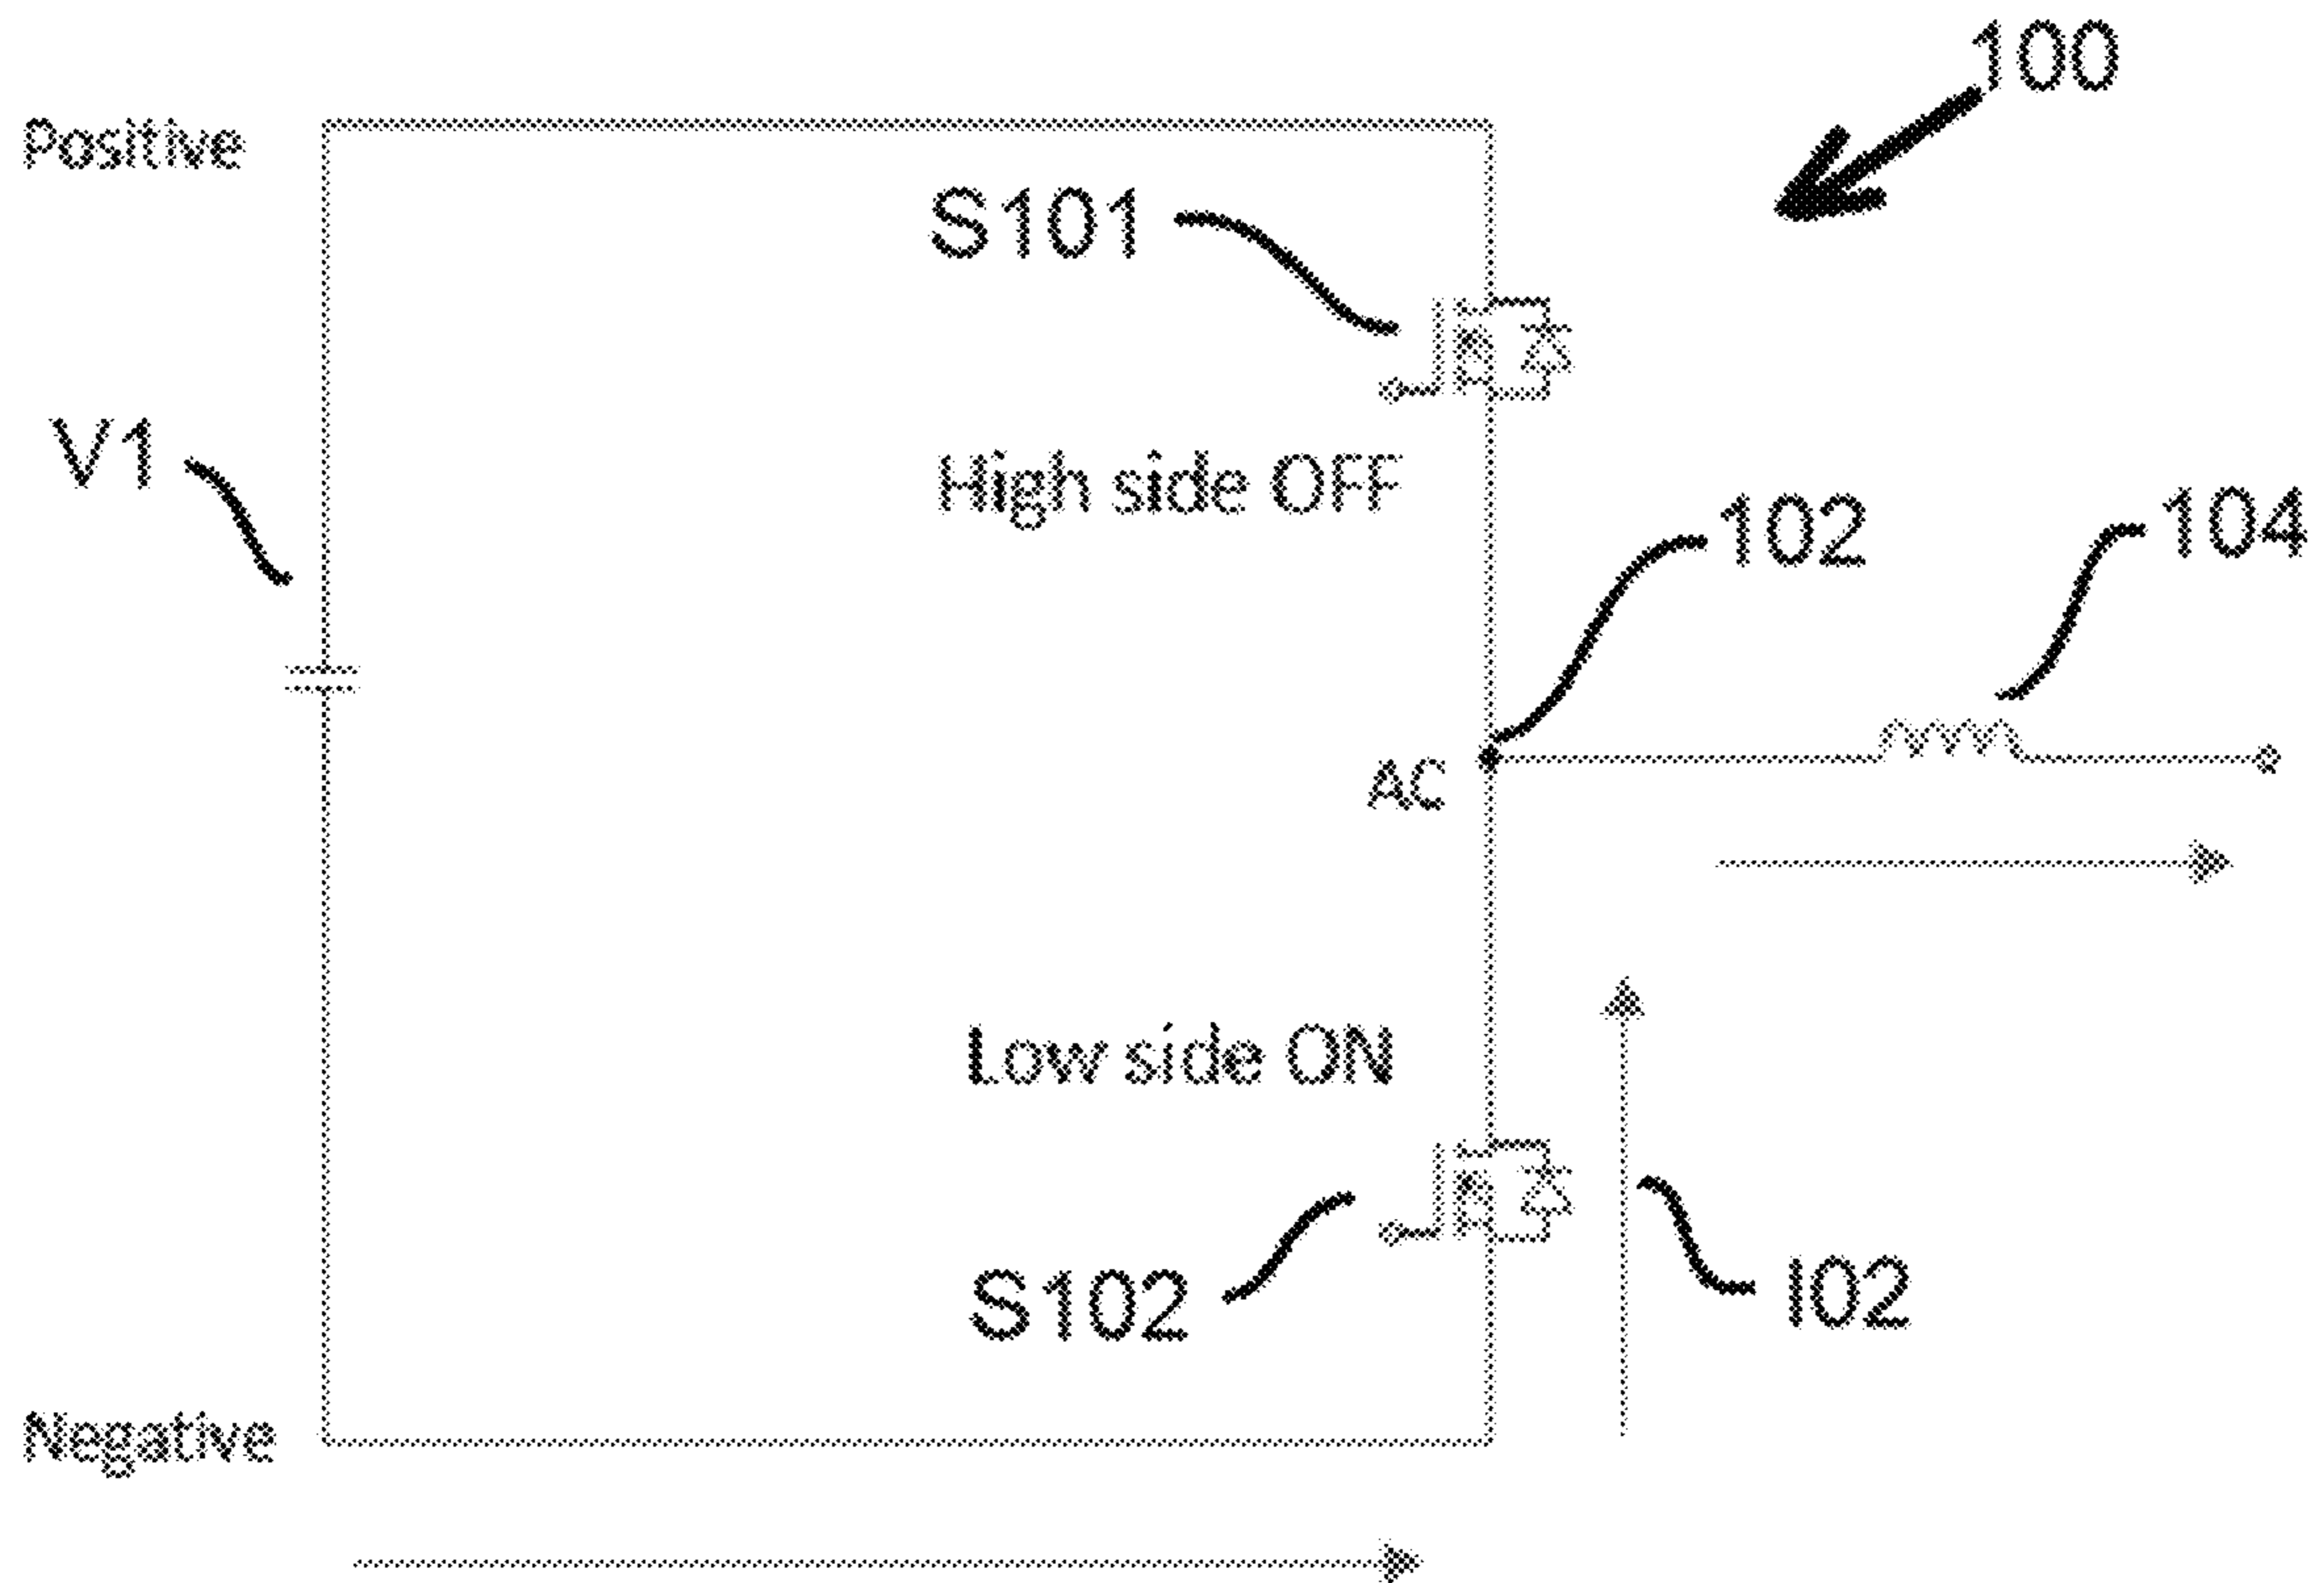 100
Positive
S101
V1
High side OFF
102
104
AC
Low side ON
S102
I02
Negative